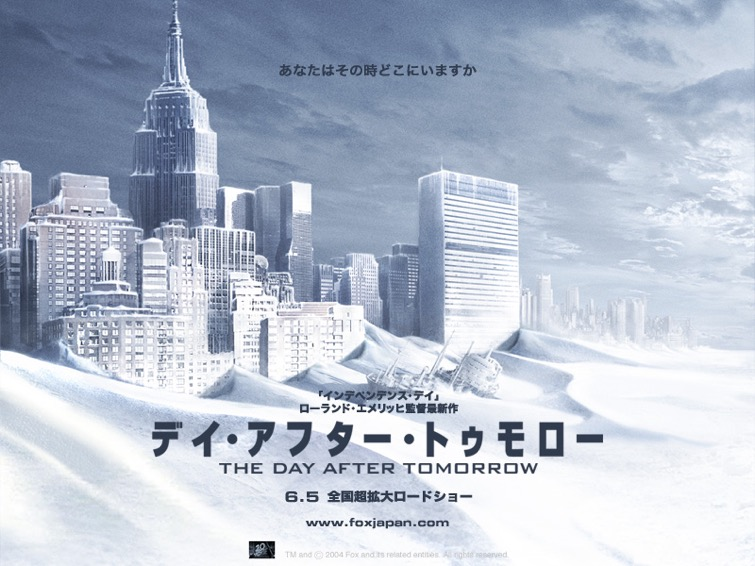 あなたはその時どこにいますか
「インデペンデンス・デイ」
ローランド・エメリッヒ監督最新作
デイ・アフター・トゥモロー
THE DAY AFTER TOMORROW
6.5 全国超拡大ロードショー
www.foxjapan.com
TM and © 2004 Fox and its related entities. All rights reserved.